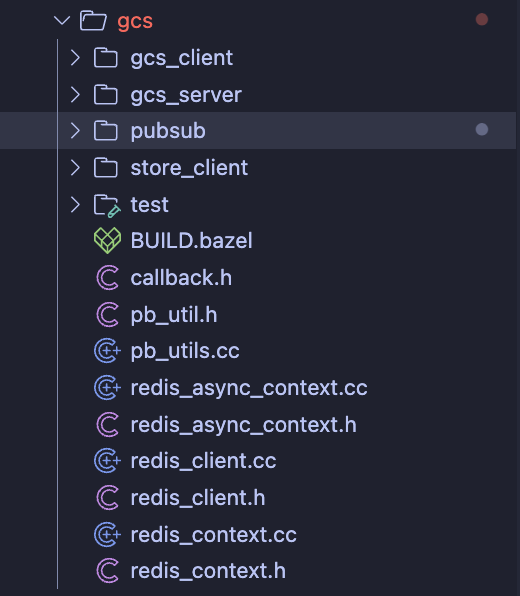 gcs
gcs_client
gcs_server
pubsub
store_client
test
BUILD.bazel
callback.h
pb_util.h
pb_utils.cc
redis_async_context.cc
redis_async_context.h
redis_client.cc
redis_client.h
redis_context.cc
redis_context.h